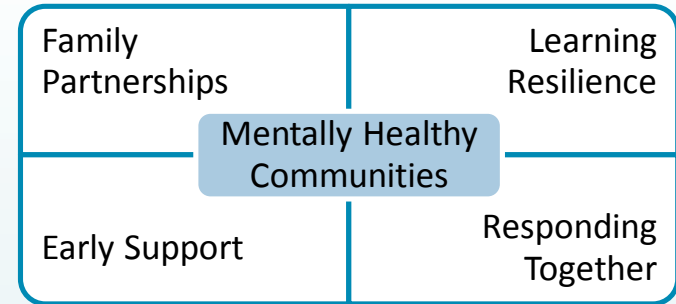 Family
Partnerships
Learning
Resilience
Mentally Healthy
Communities
Early Support
Responding
Together